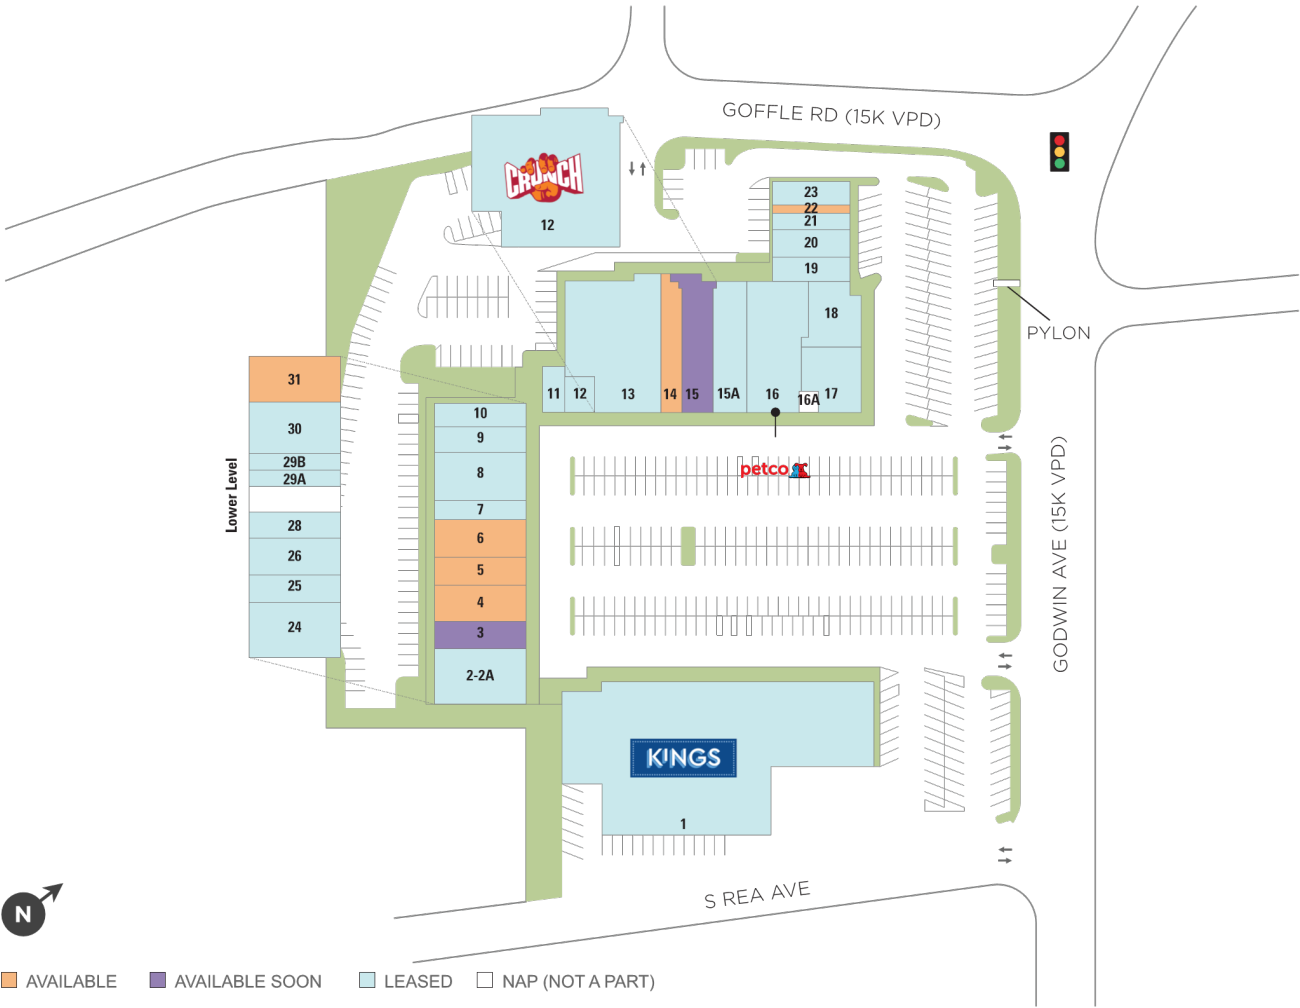 GOFFLE RD (15K VPD)
CRUNCH
12
23
22
21
20
19
18
PYLON
31
30
29B
29A
28
26
25
24
Lower Level
11
12
13
14
15
15A
16
16A
17
10
9
8
7
6
5
4
3
2-2A
petco
GODWIN AVE (15K VPD)
KINGS
1
S REA AVE
N
AVAILABLE
AVAILABLE SOON
LEASED
NAP (NOT A PART)